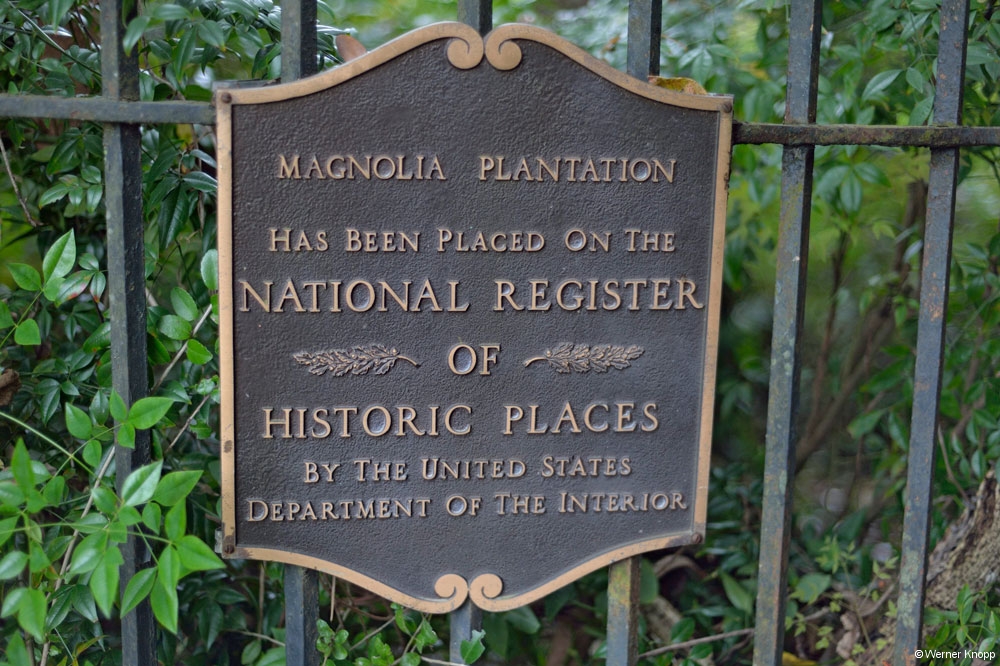 MAGNOLIA PLANTATION
HAS BEEN PLACED ON THE
NATIONAL REGISTER
OF
HISTORIC PLACES
BY THE UNITED STATES
DEPARTMENT OF THE INTERIOR
©Werner Knopp